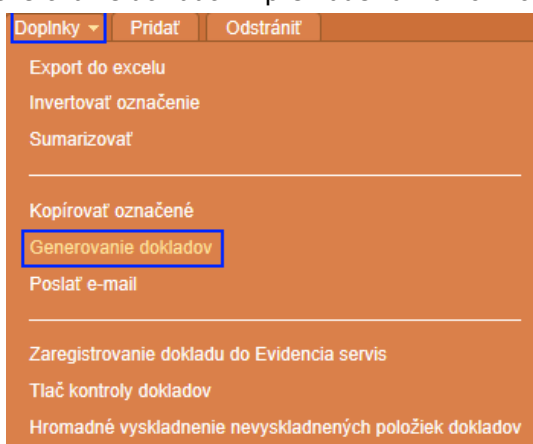 Doplnky Pridať Odstrániť
Export do excelu
Invertovať označenie
Sumarizovať
Kopírovať označené
Generovanie dokladov
Poslať e-mail
Zaregistrovanie dokladu do Evidencia servis
Tlač kontroly dokladov
Hromadné vyskladnenie nevyskladnených položiek dokladov